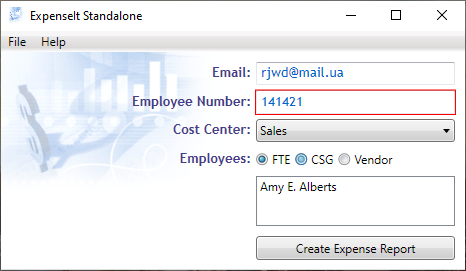 ExpenseIt Standalone
File Help
Email: rjwd@mail.ua
Employee Number: 141421
Cost Center: Sales
Employees: FTE CSG Vendor
Amy E. Alberts
Create Expense Report